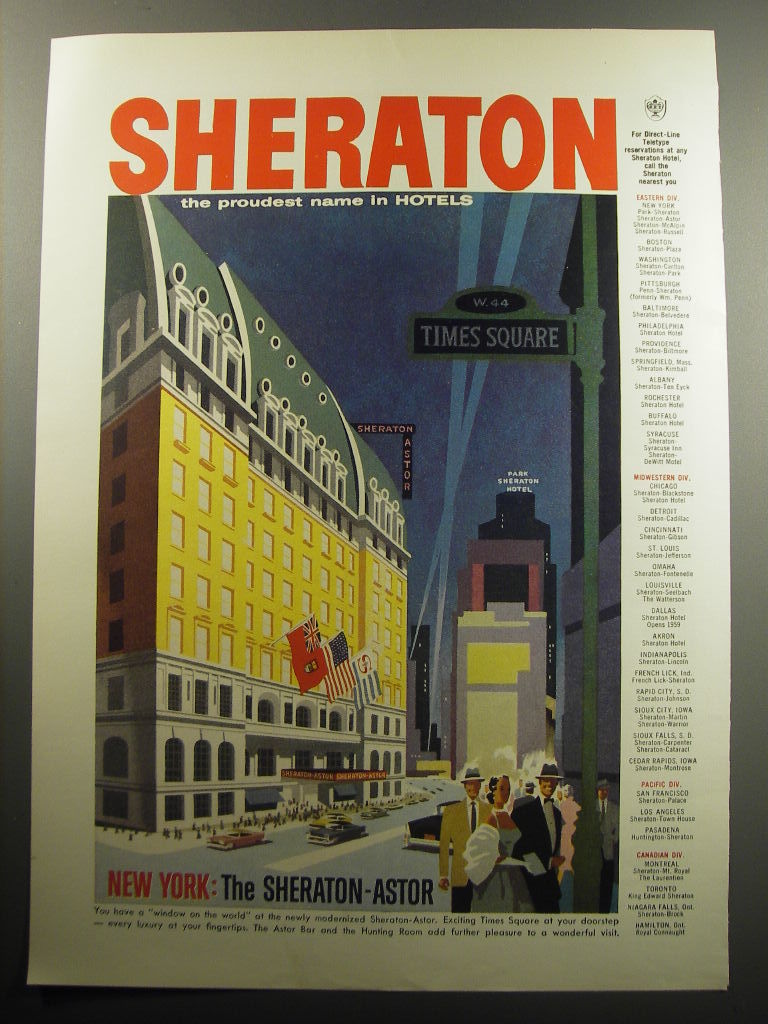 SHERATON
the proudest name in HOTELS
W. 44
TIMES SQUARE
SHERATON
ASTOR
PARK
SHERATON
HOTEL
SHERATON-ASTOR SHERATON-ASTOR
NEW YORK: The SHERATON-ASTOR
You have a "window on the world" at the newly modernized Sheraton-Astor. Exciting Times Square at your doorstep
— every luxury at your fingertips. The Astor Bar and the Hunting Room add further pleasure to a wonderful visit.
For Direct-Line
Teletype
reservations at any
Sheraton Hotel,
call the
Sheraton
nearest you
EASTERN DIV.
NEW YORK
Park-Sheraton
Sheraton-Astor
Sheraton-McAlpin
Sheraton-Russell
BOSTON
Sheraton-Plaza
WASHINGTON
Sheraton-Carlton
Sheraton-Park
PITTSBURGH
Penn-Sheraton
(formerly Wm. Penn)
BALTIMORE
Sheraton-Belvedere
PHILADELPHIA
Sheraton Hotel
PROVIDENCE
Sheraton-Biltmore
SPRINGFIELD, Mass.
Sheraton-Kimball
ALBANY
Sheraton-Ten Eyck
ROCHESTER
Sheraton Hotel
BUFFALO
Sheraton Hotel
SYRACUSE
Sheraton-
Syracuse Inn
Sheraton-
DeWitt Motel
MIDWESTERN DIV.
CHICAGO
Sheraton-Blackstone
Sheraton Hotel
DETROIT
Sheraton-Cadillac
CINCINNATI
Sheraton-Gibson
ST. LOUIS
Sheraton-Jefferson
OMAHA
Sheraton-Fontenelle
LOUISVILLE
Sheraton-Seelbach
The Watterson
DALLAS
Sheraton Hotel
Opens 1959
AKRON
Sheraton Hotel
INDIANAPOLIS
Sheraton-Lincoln
FRENCH LICK, Ind.
French Lick-Sheraton
RAPID CITY, S. D.
Sheraton-Johnson
SIOUX CITY, IOWA
Sheraton-Martin
Sheraton-Warrior
SIOUX FALLS, S. D.
Sheraton-Carpenter
Sheraton-Cataract
CEDAR RAPIDS, IOWA
Sheraton-Montrose
PACIFIC DIV.
SAN FRANCISCO
Sheraton-Palace
LOS ANGELES
Sheraton-Town House
PASADENA
Huntington-Sheraton
CANADIAN DIV.
MONTREAL
Sheraton-Mt. Royal
The Laurentien
TORONTO
King Edward Sheraton
NIAGARA FALLS, Ont.
Sheraton-Brock
HAMILTON, Ont.
Royal Connaught